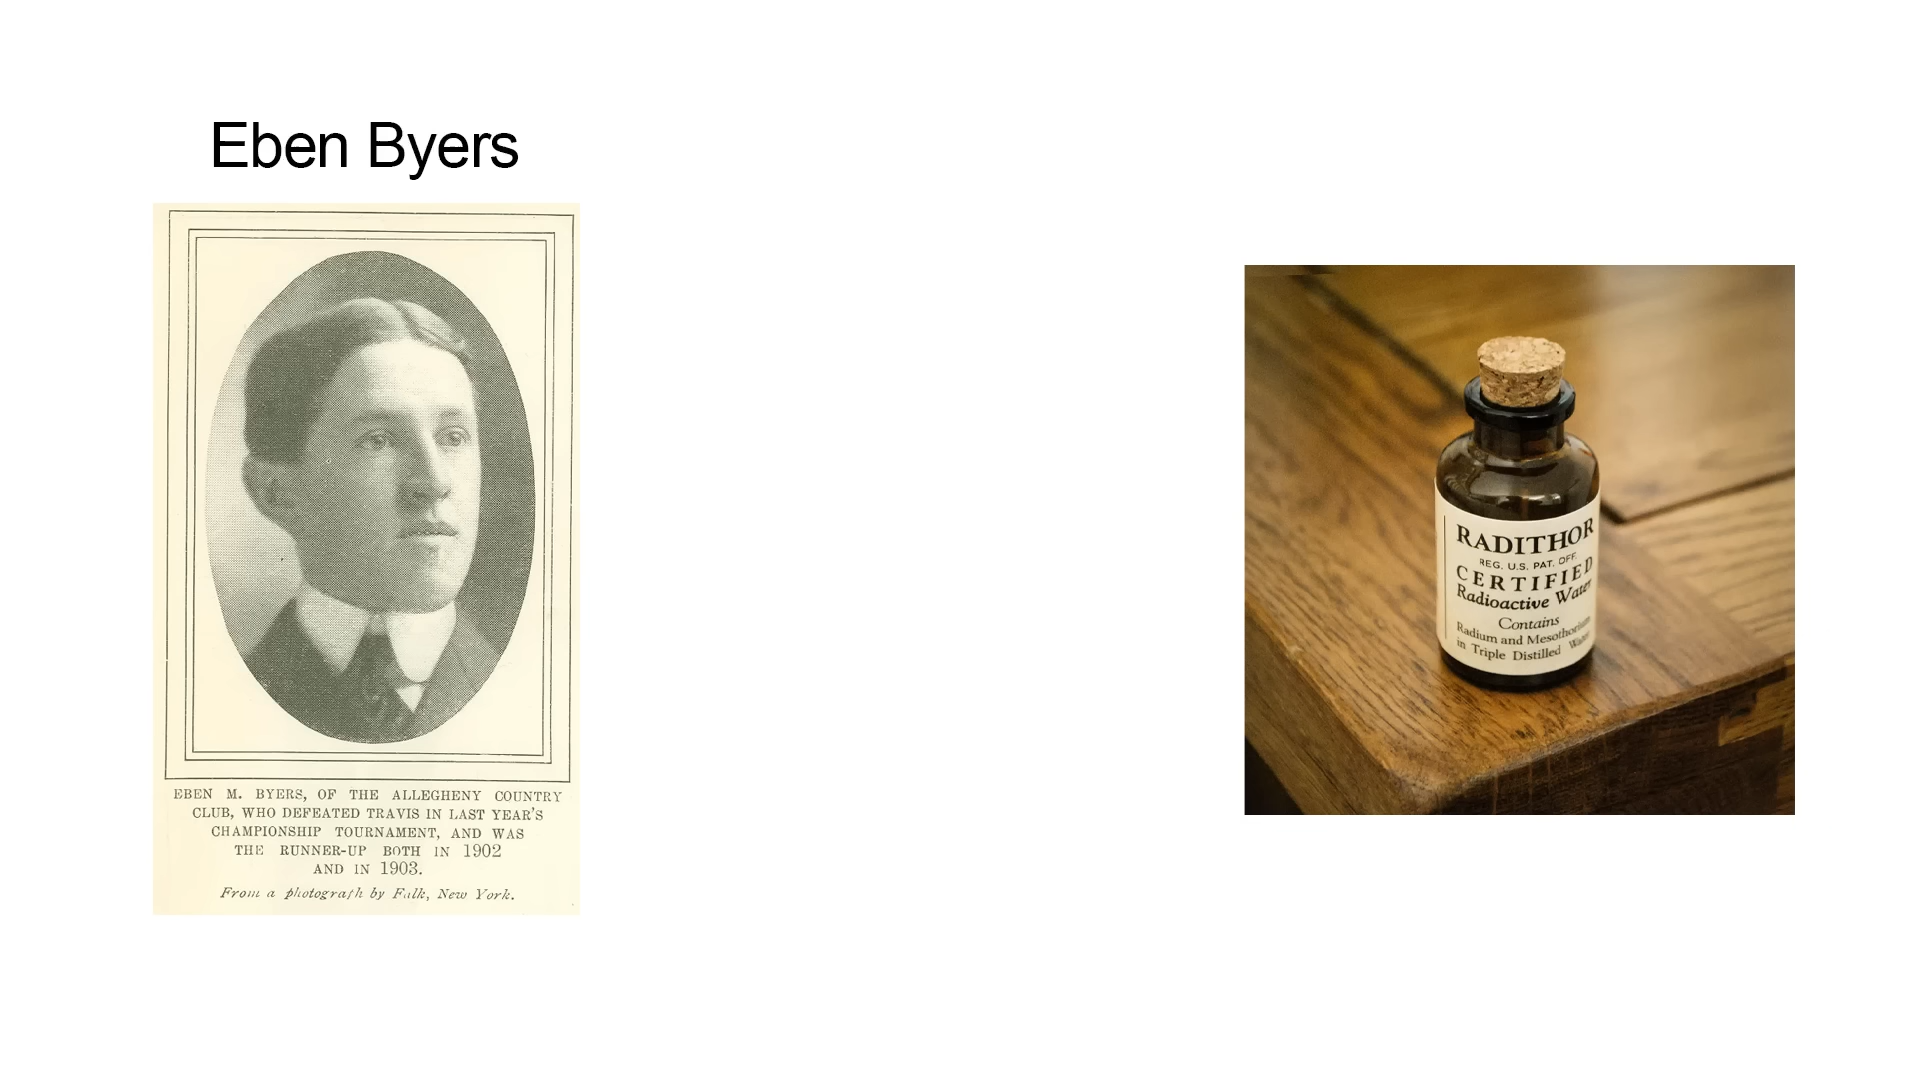 Eben Byers
EBEN M. BYERS, OF THE ALLEGHENY COUNTRY
CLUB, WHO DEFEATED TRAVIS IN LAST YEAR'S
CHAMPIONSHIP TOURNAMENT, AND WAS
THE RUNNER-UP BOTH IN 1902
AND IN 1903.
From a photograph by Falk, New York.
RADITHOR
REG. U.S. PAT. OFF.
CERTIFIED
Radioactive Water
Contains
Radium and Mesothorium
in Triple Distilled Water